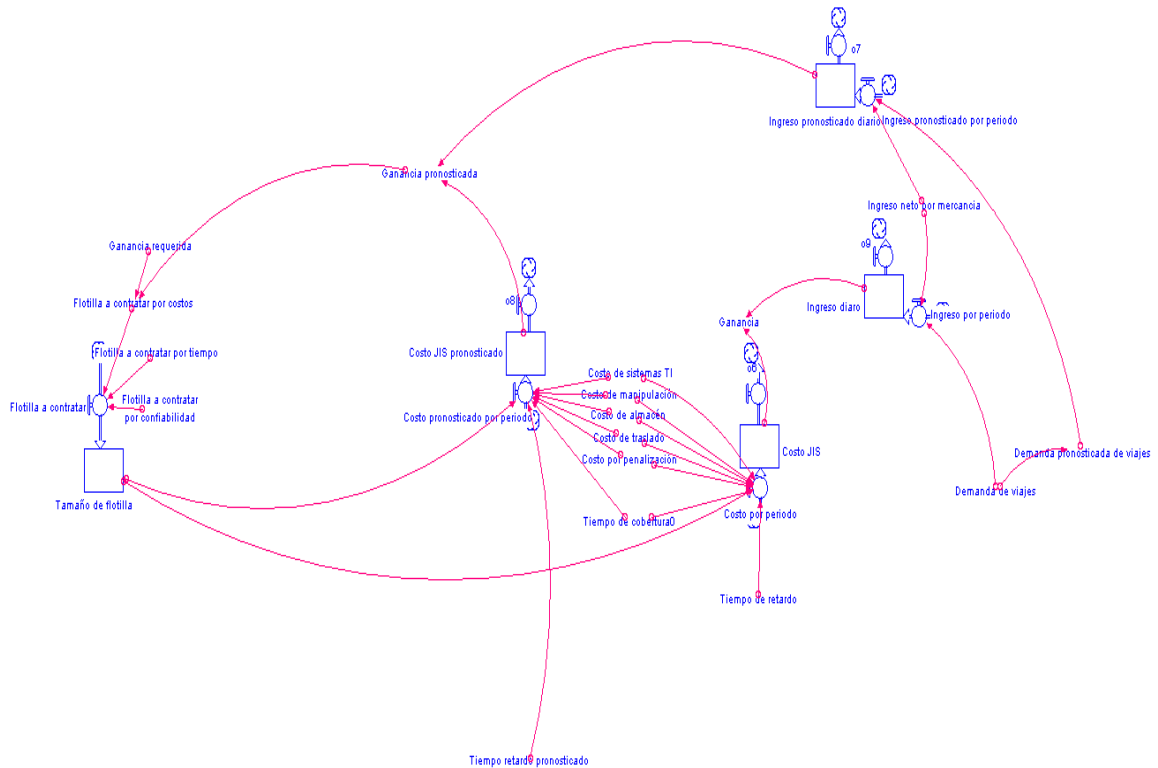 o7
Ingreso pronosticado diario
Ingreso pronosticado por periodo
Ganancia pronosticada
Ingreso neto por mercancia
Ganancia requerida
o9
Flotilla a contratar por costos
o8
Ingreso diaro
Ingreso por periodo
Ganancia
Flotilla a contratar por tiempo
Costo JIS pronosticado
o6
Costo de sistemas TI
Costo de manipulación
Flotilla a contratar
Flotilla a contratar
por confiabilidad
Costo pronosticado por periodo
Costo de almacén
Costo de traslado
Costo por penalización
Costo JIS
Demanda pronosticada de viajes
Tamaño de flotilla
Demanda de viajes
Tiempo de cobertura0
Costo por periodo
Tiempo de retardo
Tiempo retardo pronosticado